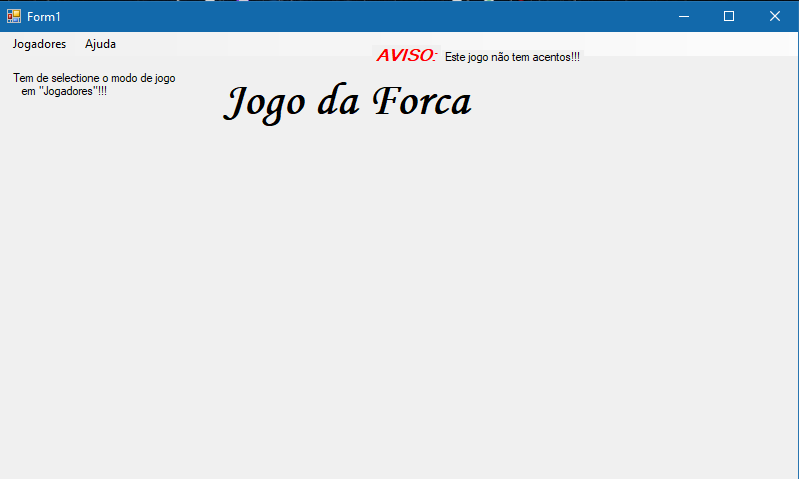 Form1
Jogadores Ajuda
AVISO: Este jogo não tem acentos!!!
Tem de selectione o modo de jogo
em "Jogadores"!!!
Jogo da Forca